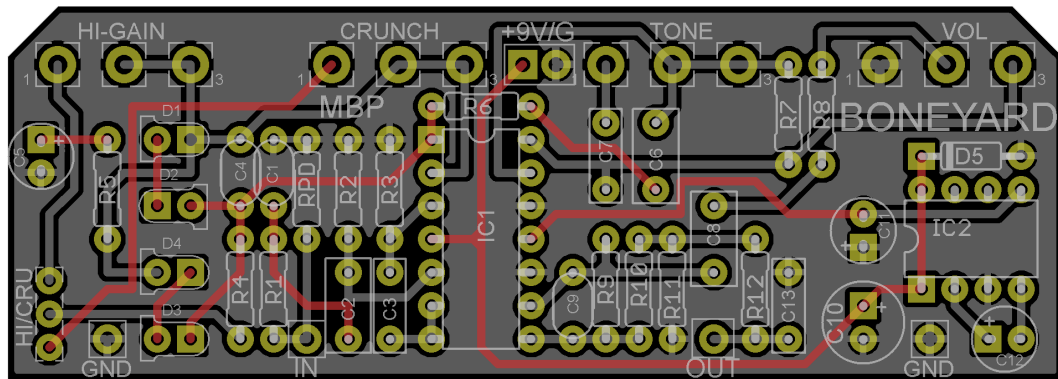 HI-GAIN CRUNCH +9V/G TONE VOL
1 3 1 3 1 3 1 3
MBP R6 R7 R8 BONEYARD
D1
C5 R5 D2 C4 C1 RPD R2 R3 C7 C6 D5
IC1 C8 C11 IC2
D4
HI/CRU R4 R1 C2 C3 C9 R9 R10 R11 R12 C13
D3 C10 C12
GND IN OUT GND
+ + + +